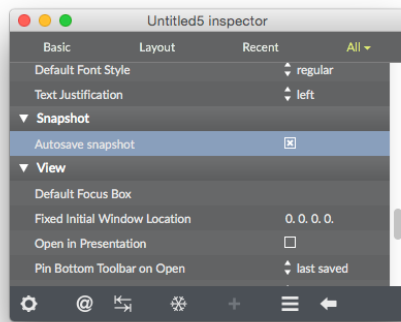 Untitled5 inspector
Basic Layout Recent All
Default Font Style regular
Text Justification left
Snapshot
Autosave snapshot
View
Default Focus Box
Fixed Initial Window Location 0. 0. 0. 0.
Open in Presentation
Pin Bottom Toolbar on Open last saved
@